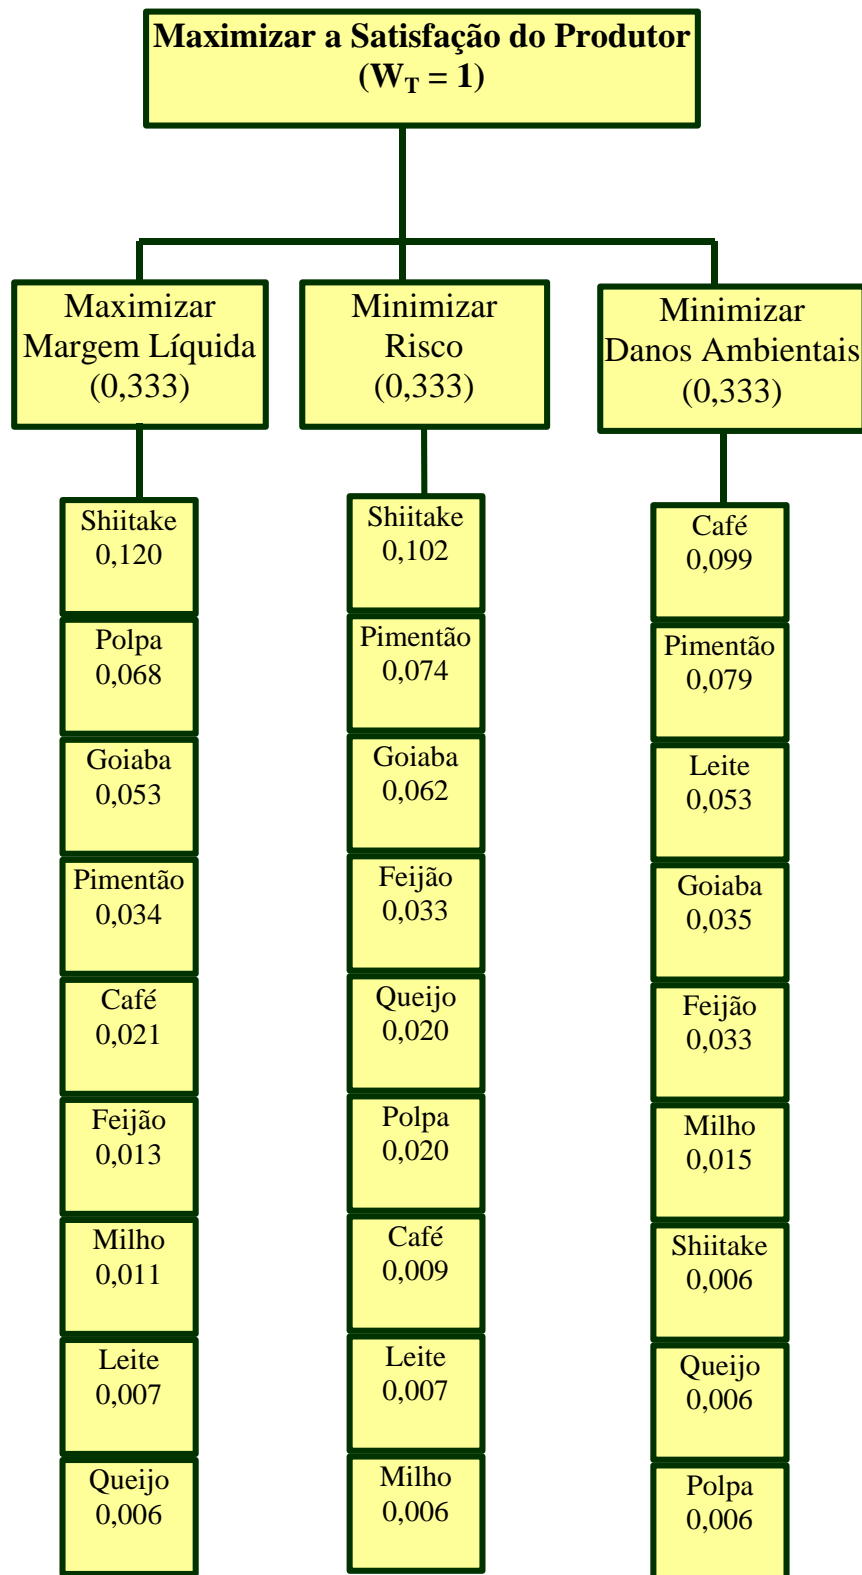 Maximizar a Satisfação do Produtor
(W_T = 1)
Maximizar
Margem Líquida
(0,333)
Minimizar
Risco
(0,333)
Minimizar
Danos Ambientais
(0,333)
Shiitake
0,120
Polpa
0,068
Goiaba
0,053
Pimentão
0,034
Café
0,021
Feijão
0,013
Milho
0,011
Leite
0,007
Queijo
0,006
Shiitake
0,102
Pimentão
0,074
Goiaba
0,062
Feijão
0,033
Queijo
0,020
Polpa
0,020
Café
0,009
Leite
0,007
Milho
0,006
Café
0,099
Pimentão
0,079
Leite
0,053
Goiaba
0,035
Feijão
0,033
Milho
0,015
Shiitake
0,006
Queijo
0,006
Polpa
0,006